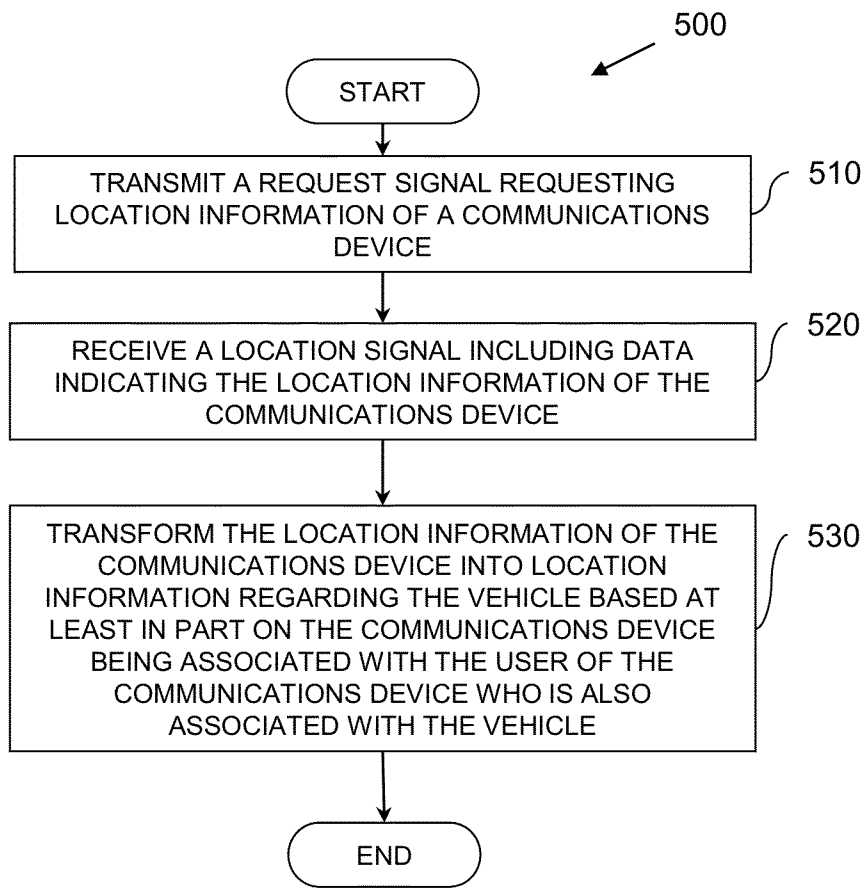 500
START
TRANSMIT A REQUEST SIGNAL REQUESTING
LOCATION INFORMATION OF A COMMUNICATIONS
DEVICE
510
RECEIVE A LOCATION SIGNAL INCLUDING DATA
INDICATING THE LOCATION INFORMATION OF THE
COMMUNICATIONS DEVICE
520
TRANSFORM THE LOCATION INFORMATION OF THE
COMMUNICATIONS DEVICE INTO LOCATION
INFORMATION REGARDING THE VEHICLE BASED AT
LEAST IN PART ON THE COMMUNICATIONS DEVICE
BEING ASSOCIATED WITH THE USER OF THE
COMMUNICATIONS DEVICE WHO IS ALSO
ASSOCIATED WITH THE VEHICLE
530
END